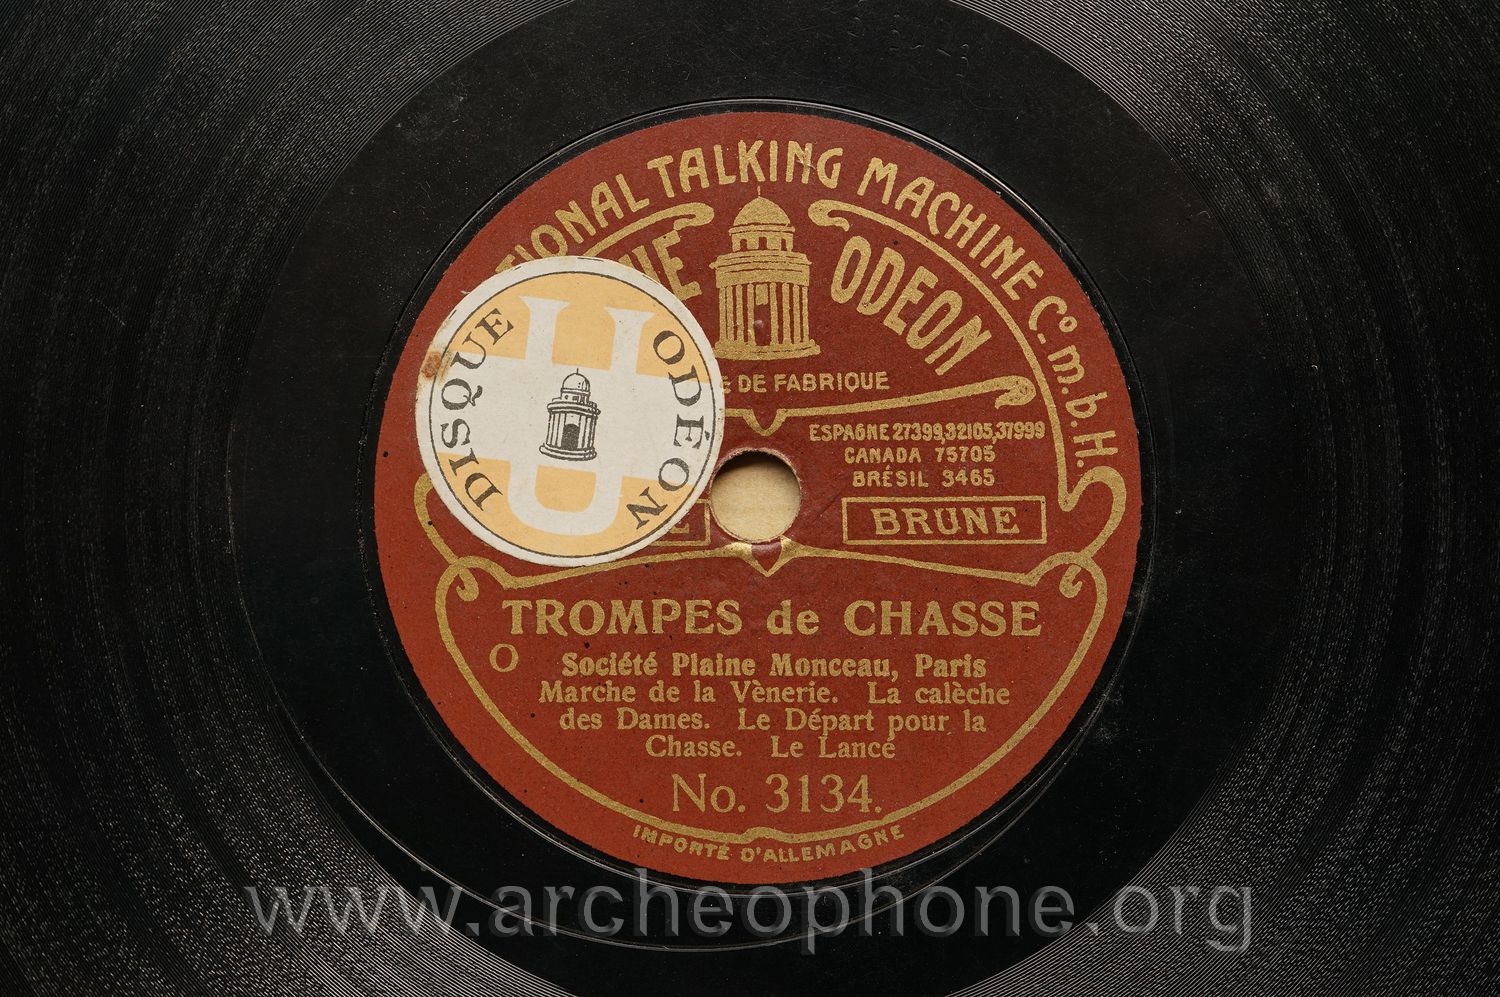 TALKING MACHINE Co. m.b.H.
ODEON
DE FABRIQUE
DISQUE ODÉON
ESPAGNE 27399,32105,37999
CANADA 75705
BRÉSIL 3465
BRUNE
TROMPES de CHASSE
O Société Plaine Monceau, Paris
Marche de la Vènerie. La calèche
des Dames. Le Départ pour la
Chasse. Le Lancé
No. 3134.
IMPORTÉ D'ALLEMAGNE
www.archeophone.org